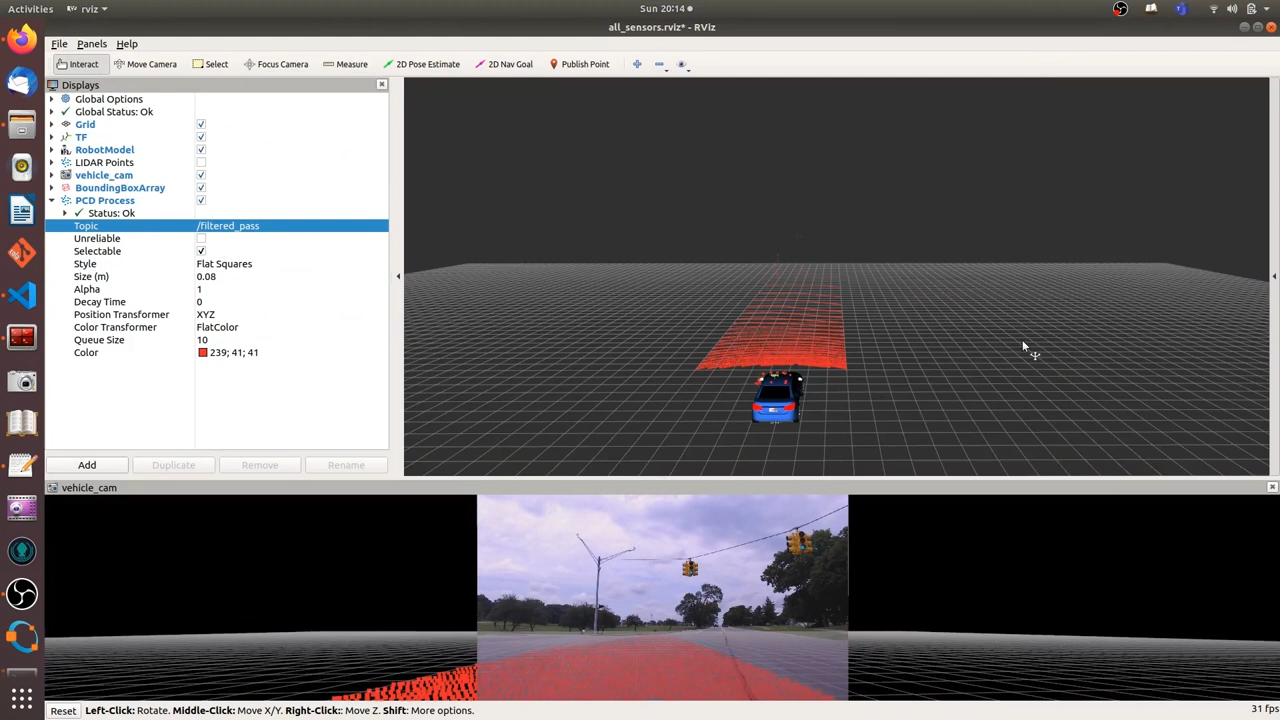 Activities rviz Sun 20:14
all_sensors.rviz* - RViz
File Panels Help
Interact Move Camera Select Focus Camera Measure 2D Pose Estimate 2D Nav Goal Publish Point
Displays
Global Options
Global Status: Ok
Grid
TF
RobotModel
LIDAR Points
vehicle_cam
BoundingBoxArray
PCD Process
Status: Ok
Topic /filtered_pass
Unreliable
Selectable
Style Flat Squares
Size (m) 0.08
Alpha 1
Decay Time 0
Position Transformer XYZ
Color Transformer FlatColor
Queue Size 10
Color 239; 41; 41
Add Duplicate Remove Rename
vehicle_cam
Reset Left-Click: Rotate. Middle-Click: Move X/Y. Right-Click:: Move Z. Shift: More options. 31 fps